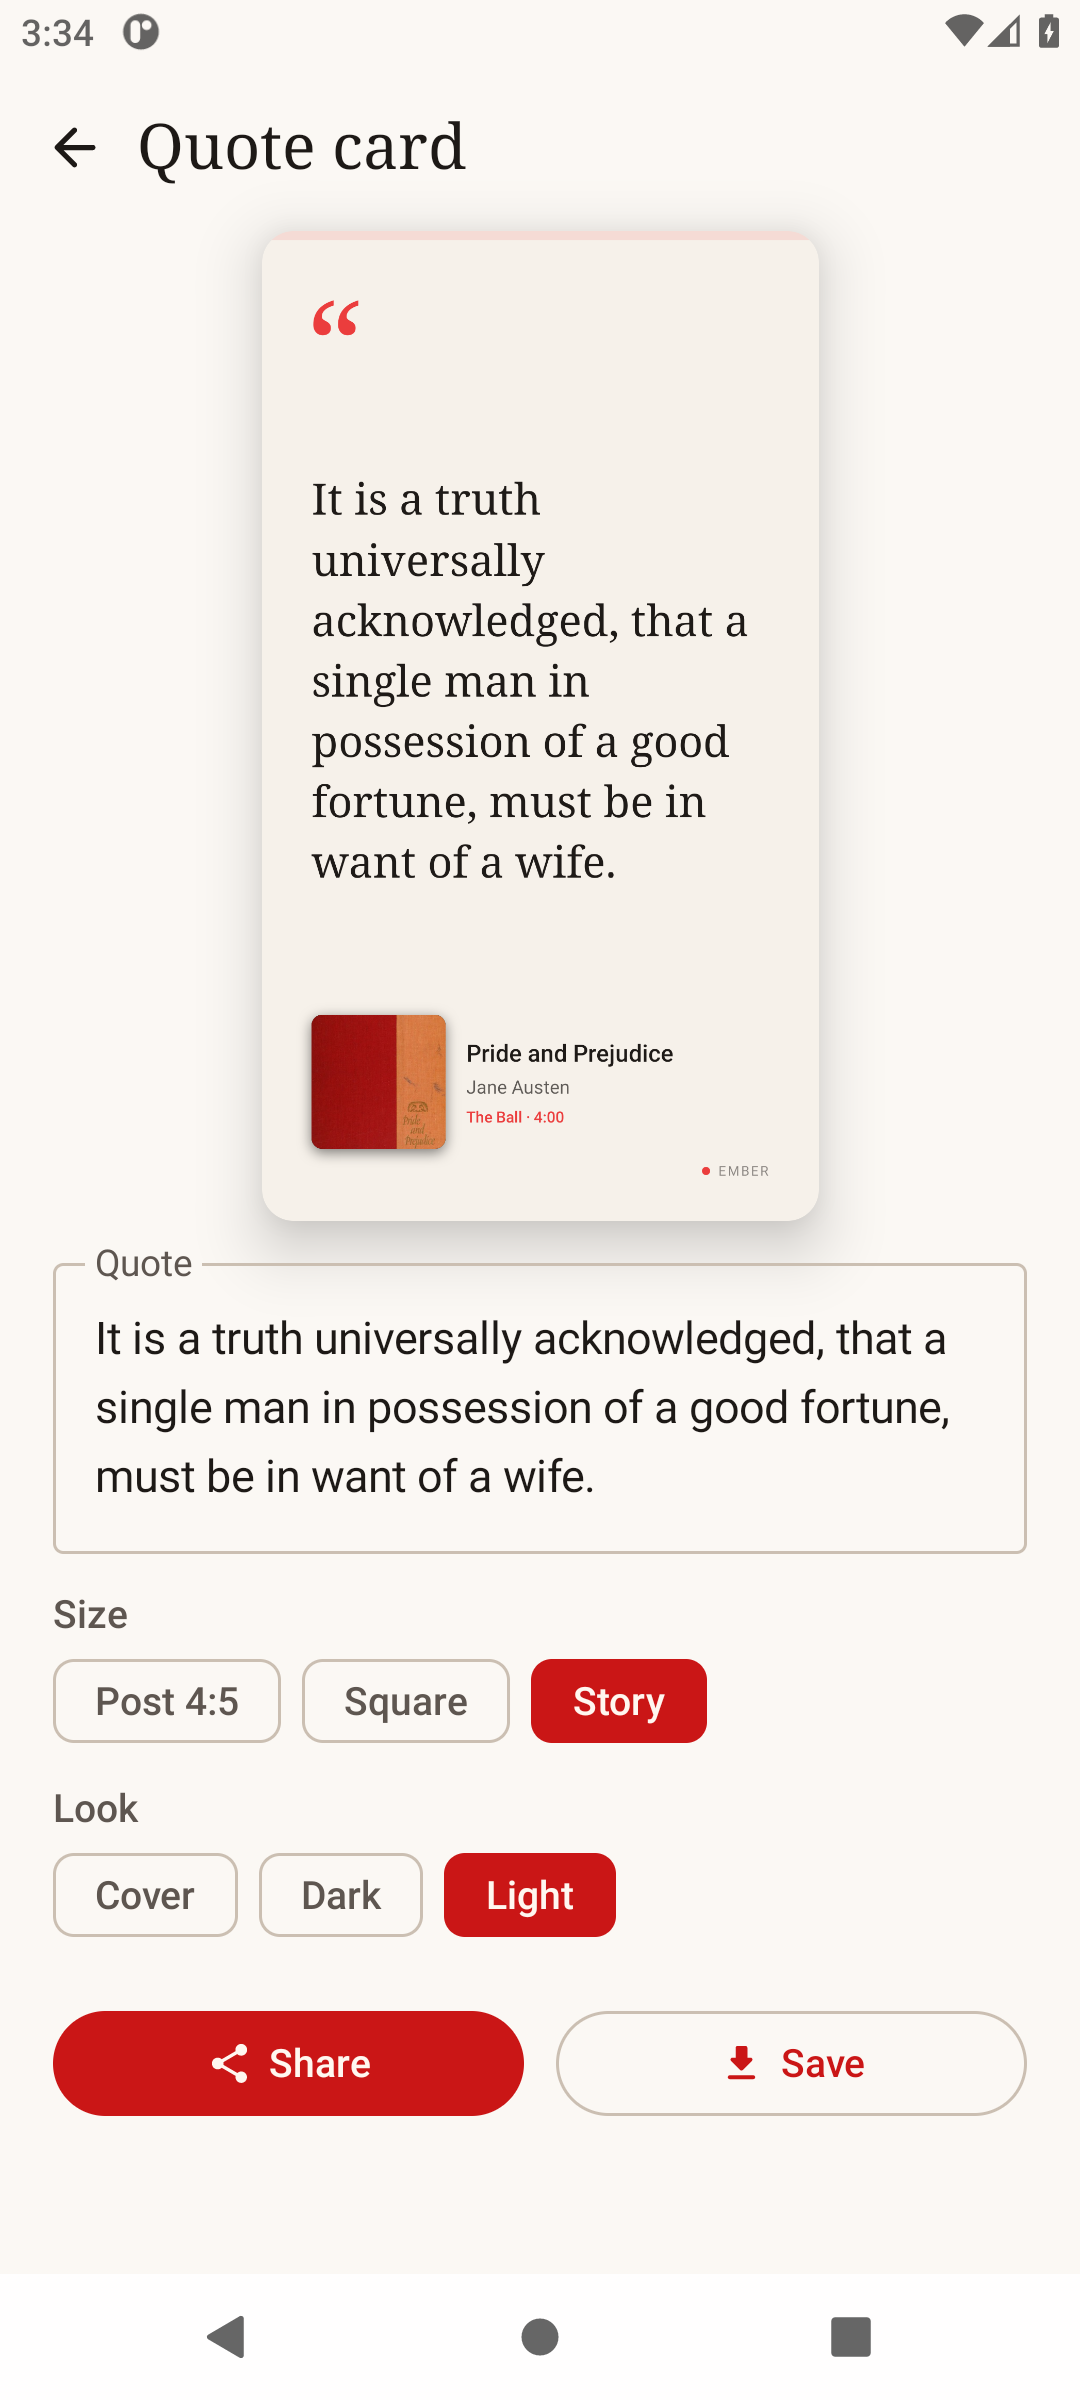 3:34
Quote card
“
It is a truth
universally
acknowledged, that a
single man in
possession of a good
fortune, must be in
want of a wife.
Pride
and
Prejudice
Pride and Prejudice
Jane Austen
The Ball · 4:00
EMBER
Quote
It is a truth universally acknowledged, that a
single man in possession of a good fortune,
must be in want of a wife.
Size
Post 4:5
Square
Story
Look
Cover
Dark
Light
Share
Save